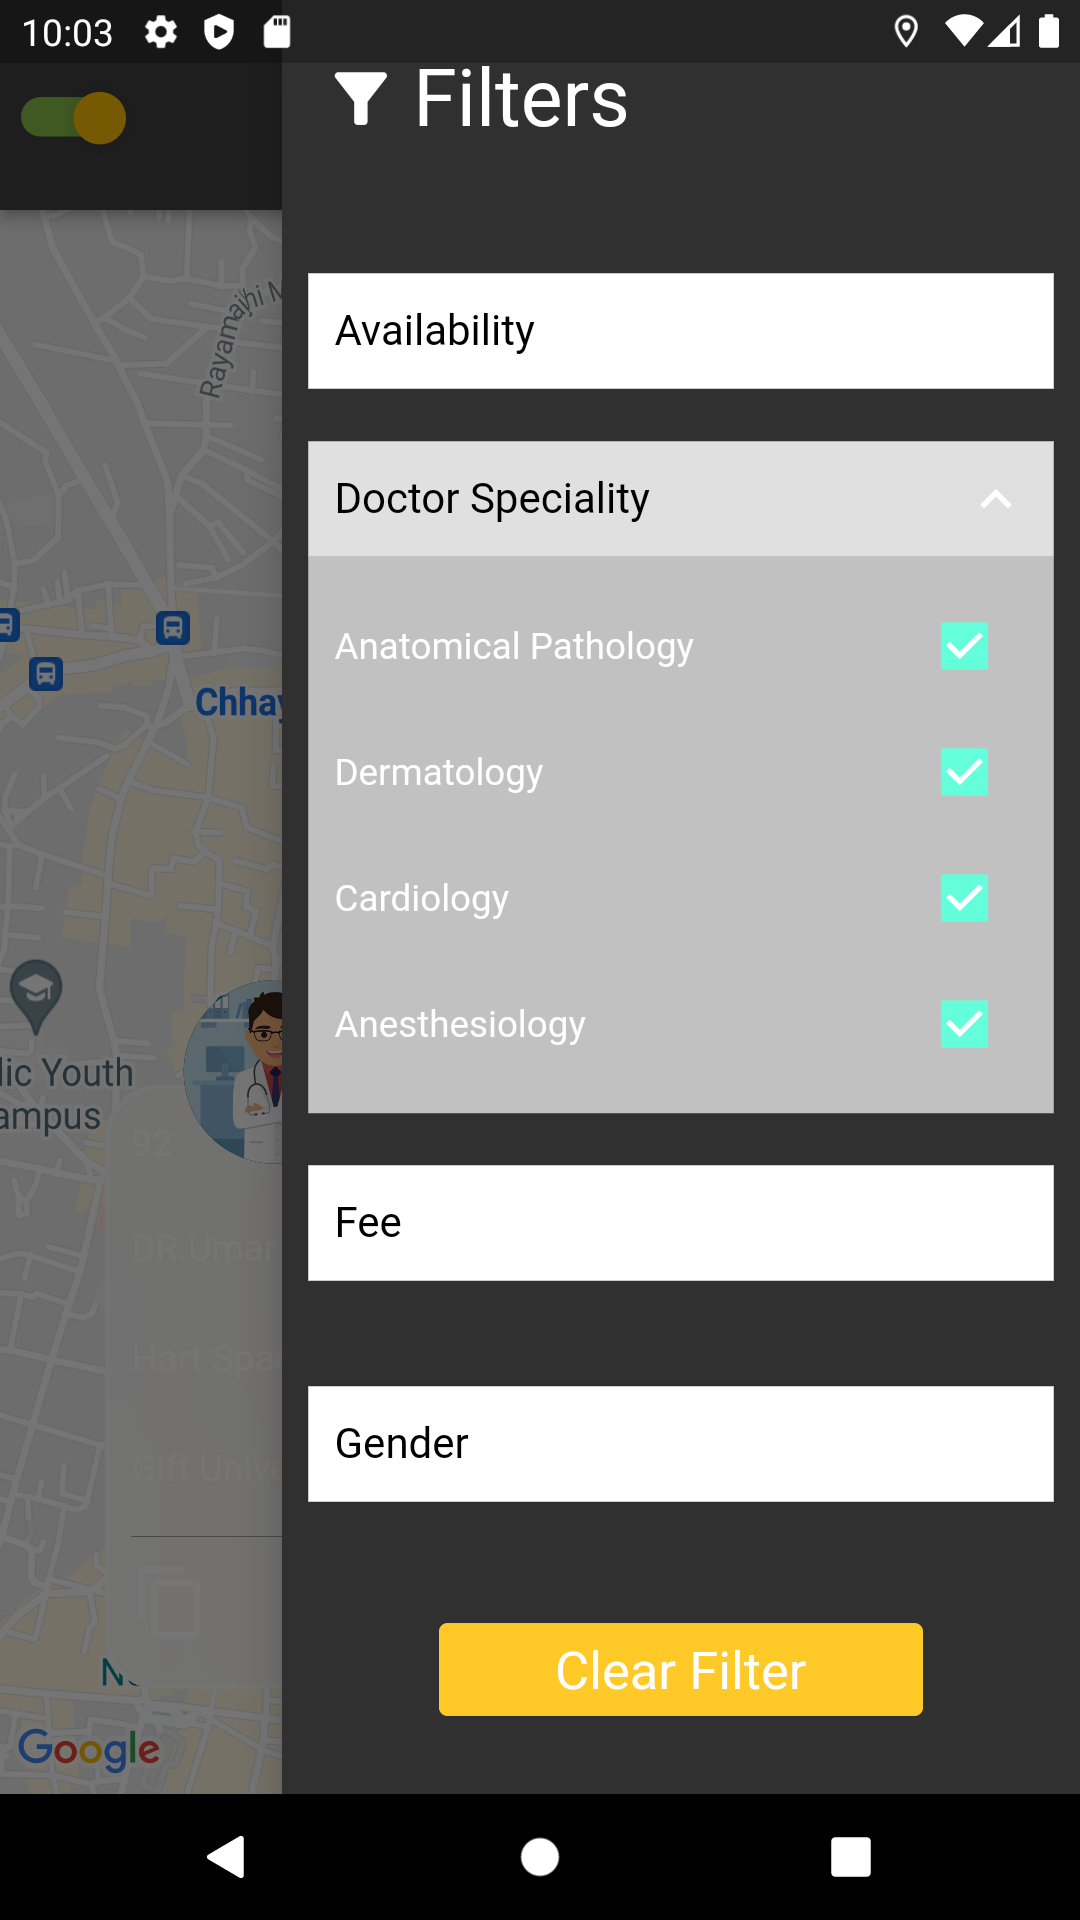 10:03
Filters
Rayamajhi M
Availability
Doctor Speciality
Anatomical Pathology
Chhay
Dermatology
Cardiology
Anesthesiology
lic Youth
ampus
92
Fee
DR.Umar
Hart Spac
Gender
Gift Unive
Clear Filter
Google